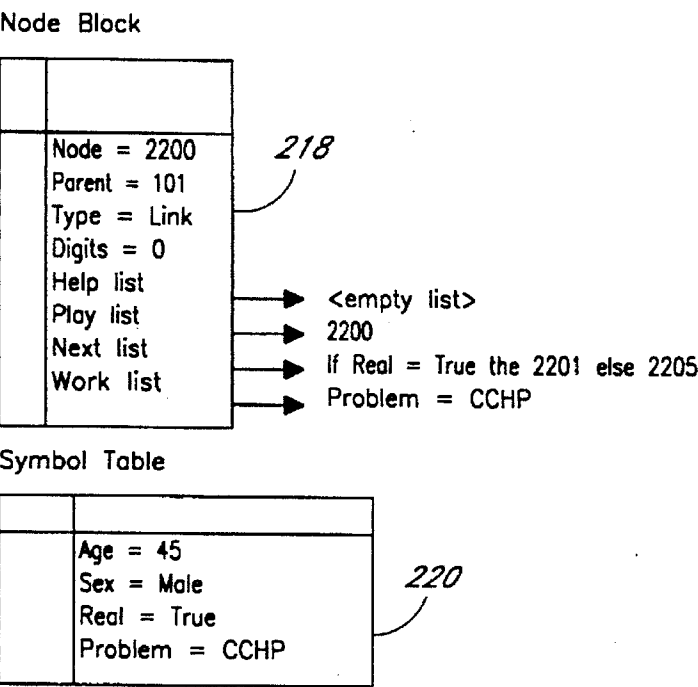 Node Block
Node = 2200
218
Parent = 101
Type = Link
Digits = 0
Help list
<empty list>
Play list
2200
Next list
If Real = True the 2201 else 2205
Work list
Problem = CCHP
Symbol Table
Age = 45
Sex = Male
220
Real = True
Problem = CCHP